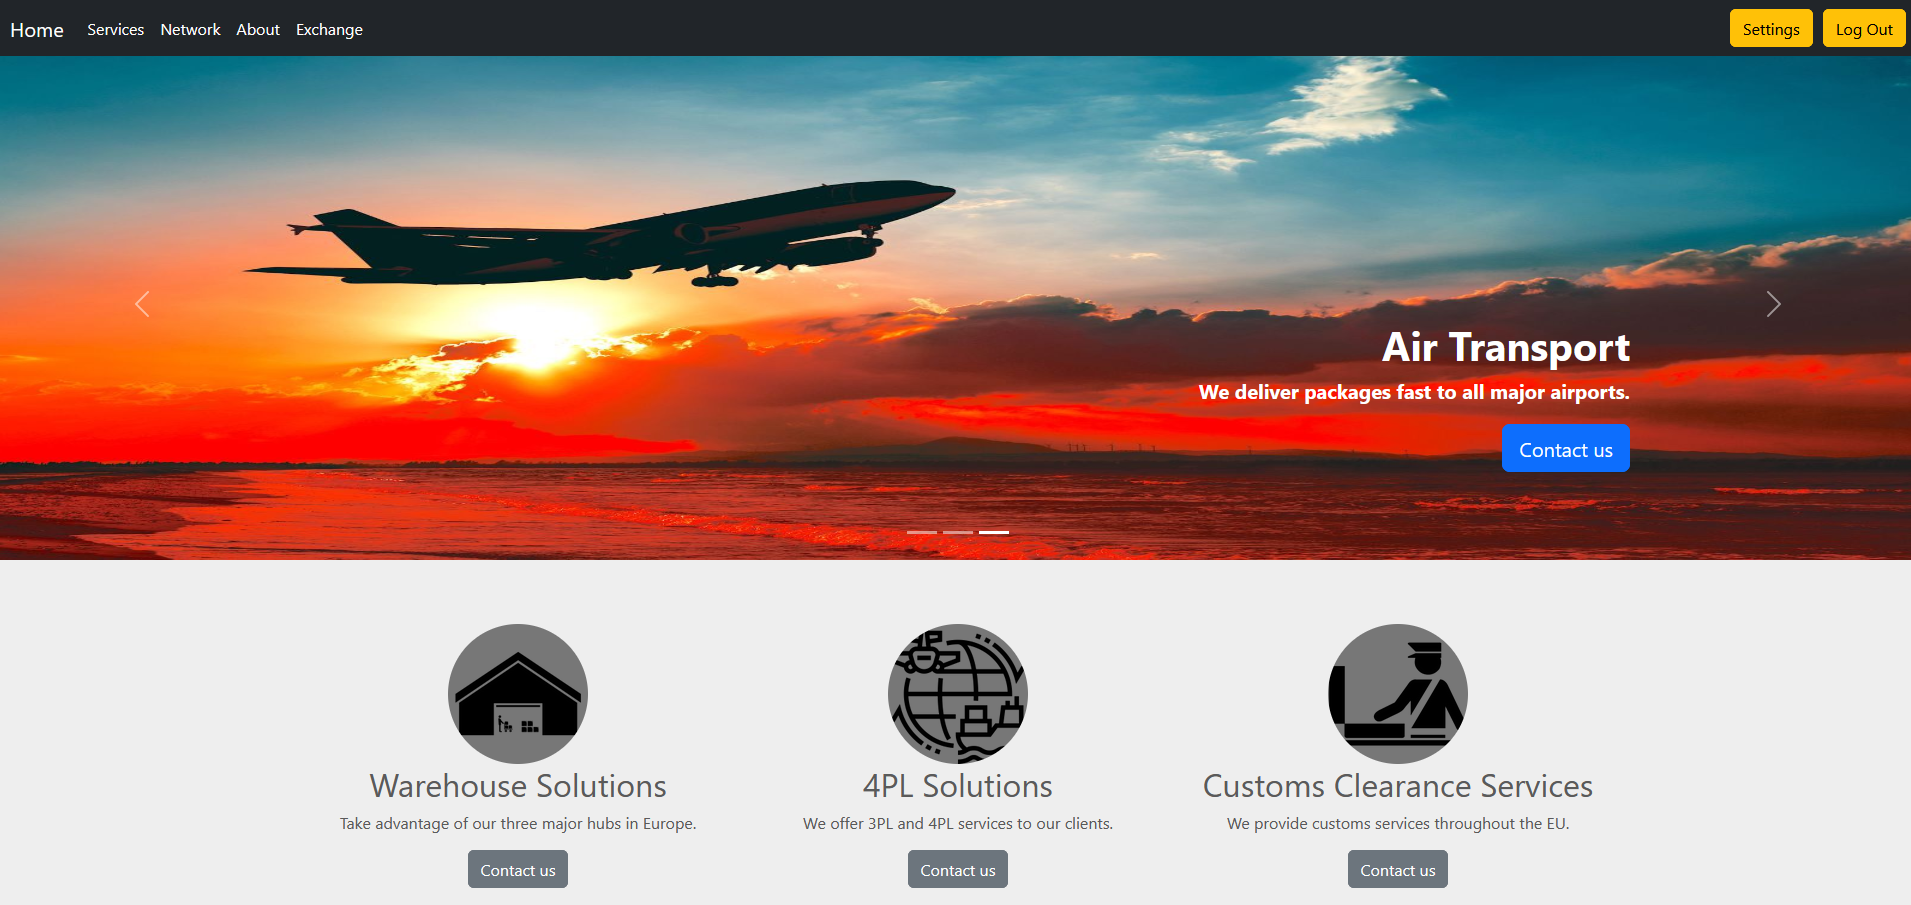 Home Services Network About Exchange Settings Log Out
Air Transport
We deliver packages fast to all major airports.
Contact us
Warehouse Solutions
Take advantage of our three major hubs in Europe.
Contact us
4PL Solutions
We offer 3PL and 4PL services to our clients.
Contact us
Customs Clearance Services
We provide customs services throughout the EU.
Contact us